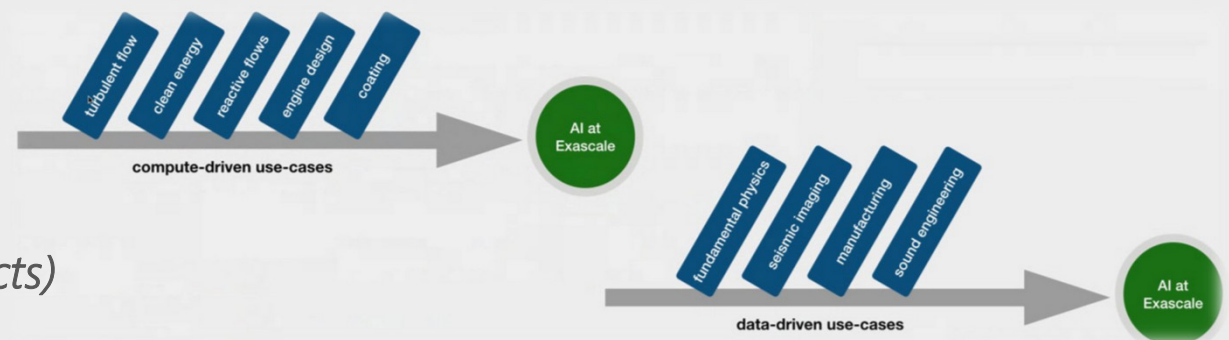 turbulent flow
clean energy
reactive flows
engine design
coating
AI at
Exascale
compute-driven use-cases
fundamental physics
seismic imaging
manufacturing
sound engineering
cts)
AI at
Exascale
data-driven use-cases